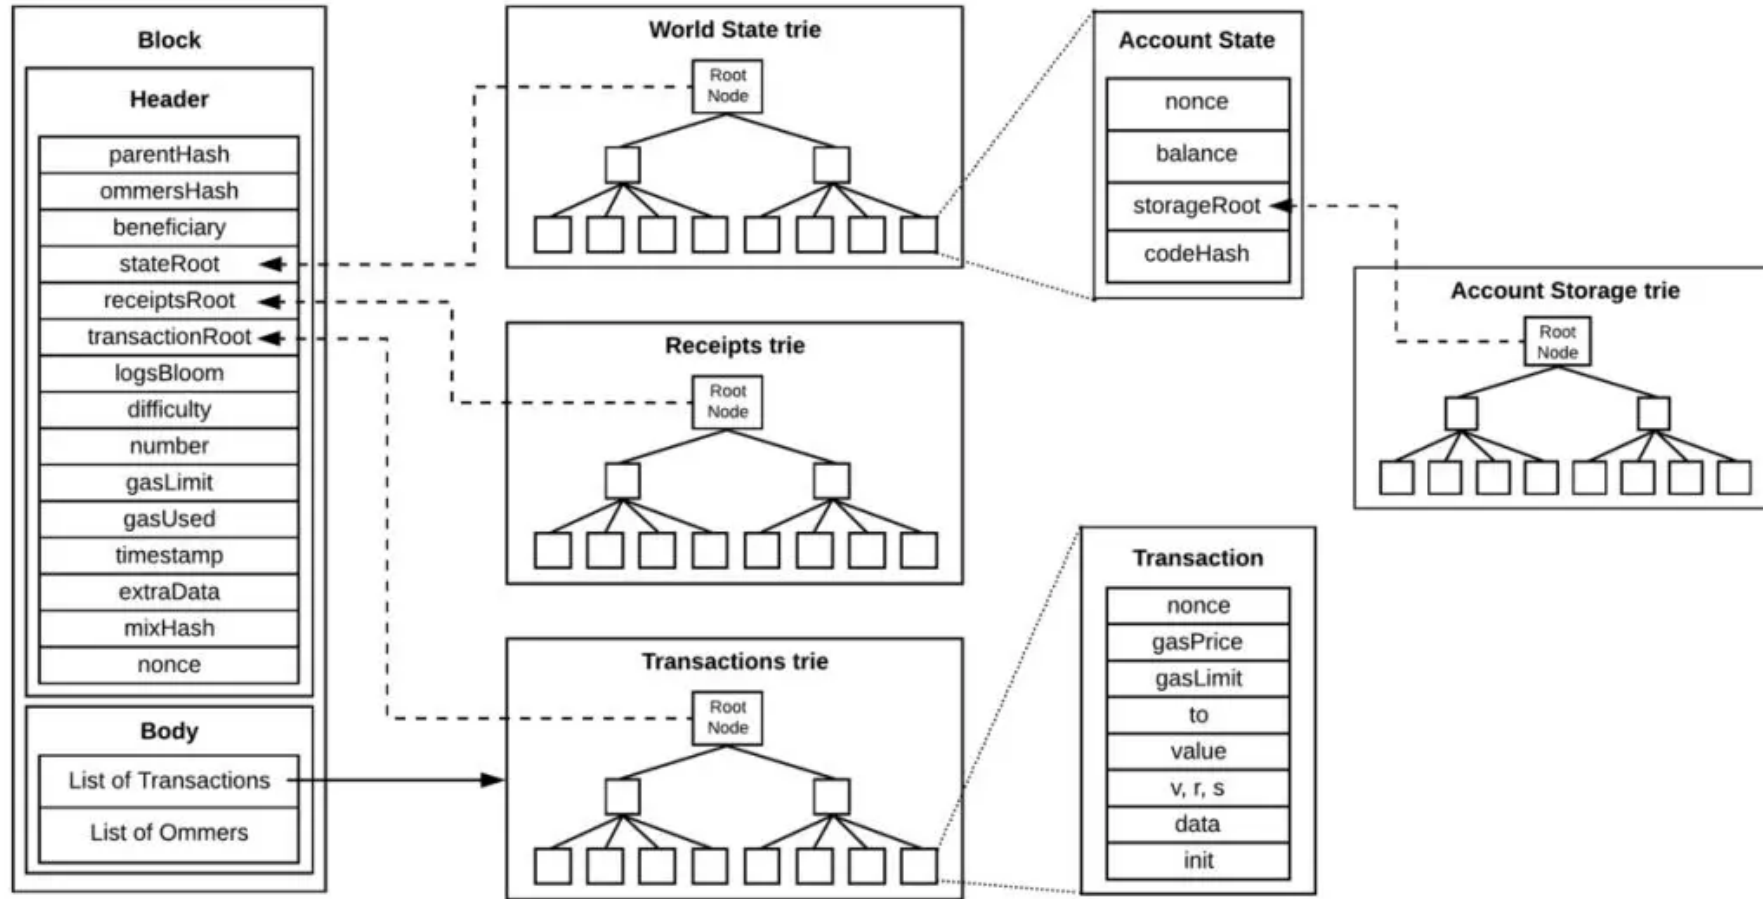 Block
Header
parentHash
ommersHash
beneficiary
stateRoot
receiptsRoot
transactionRoot
logsBloom
difficulty
number
gasLimit
gasUsed
timestamp
extraData
mixHash
nonce
Body
List of Transactions
List of Ommers
World State trie
Root
Node
Receipts trie
Root
Node
Transactions trie
Root
Node
Account State
nonce
balance
storageRoot
codeHash
Account Storage trie
Root
Node
Transaction
nonce
gasPrice
gasLimit
to
value
v, r, s
data
init